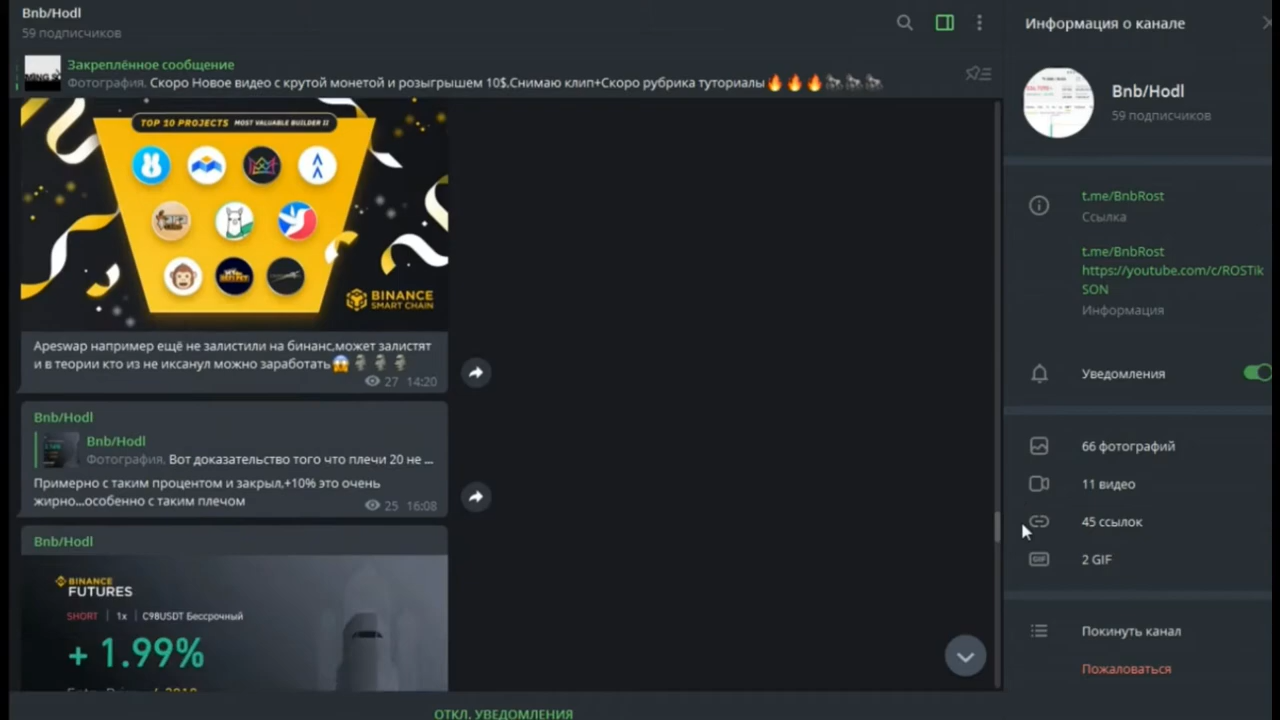 Bnb/Hodl
59 подписчиков
Закреплённое сообщение
Фотография. Скоро Новое видео с крутой монетой и розыгрышем 10$.Снимаю клип+Скоро рубрика туториалы🔥🔥🔥
TOP 10 PROJECTS MOST VALUABLE BUILDER II
BINANCE
SMART CHAIN
Apeswap например ещё не залистили на бинанс,может залистят
и в теории кто из не иксанул можно заработать😱🗿🗿🗿
27 14:20
Bnb/Hodl
Bnb/Hodl
Фотография. Вот доказательство того что плечи 20 не ...
Примерно с таким процентом и закрыл,+10% это очень
жирно...особенно с таким плечом
25 16:08
Bnb/Hodl
BINANCE
FUTURES
SHORT | 1x | C98USDT Бессрочный
+ 1.99%
ОТКЛ. УВЕДОМЛЕНИЯ
Информация о канале
Bnb/Hodl
59 подписчиков
t.me/BnbRost
Ссылка
t.me/BnbRost
https://youtube.com/c/ROSTik
SON
Информация
Уведомления
66 фотографий
11 видео
45 ссылок
GIF 2 GIF
Покинуть канал
Пожаловаться